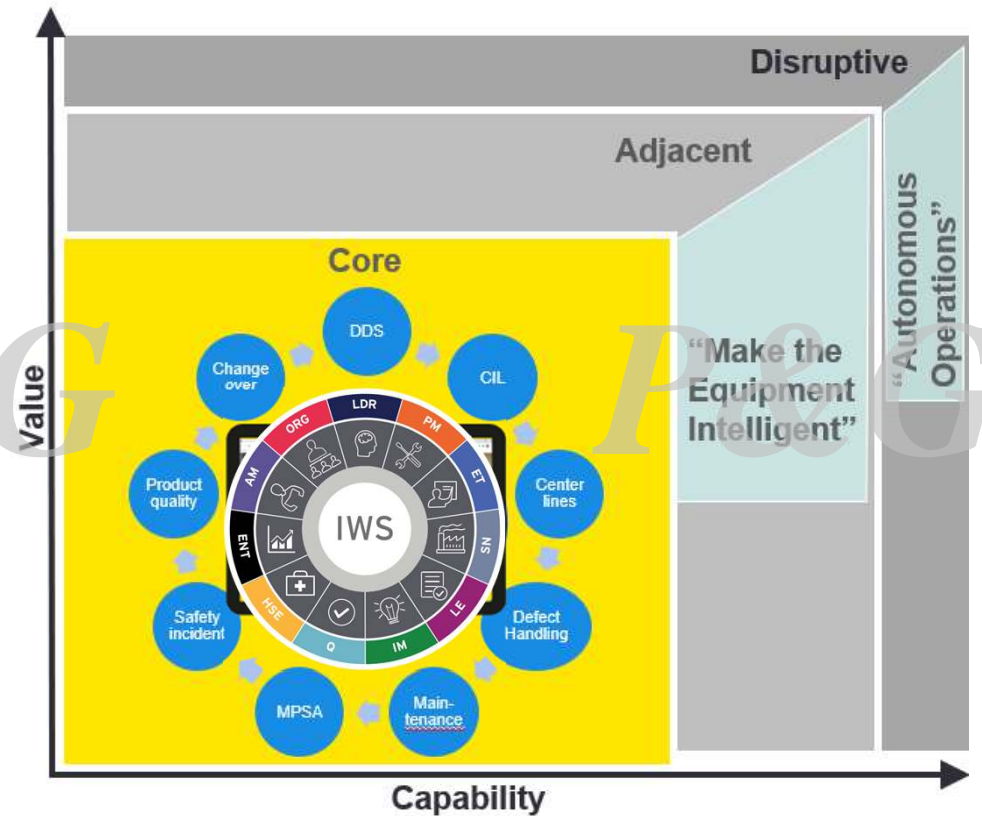 Disruptive
Adjacent
Core
"Autonomous
Operations"
"Make the
Equipment
Intelligent"
DDS
CIL
Center
lines
Defect
Handling
Main-
tenance
MPSA
Safety
incident
Product
quality
Change
over
LDR
PM
ET
SN
LE
IM
Q
HSE
ENT
AM
ORG
IWS
Value
Capability
G
P&G